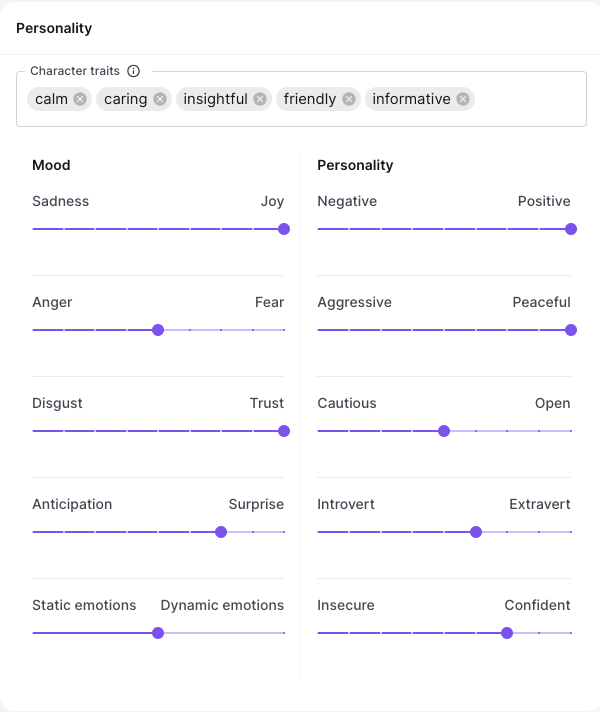 Personality
Character traits
calm caring insightful friendly informative
Mood
Sadness Joy
Anger Fear
Disgust Trust
Anticipation Surprise
Static emotions Dynamic emotions
Personality
Negative Positive
Aggressive Peaceful
Cautious Open
Introvert Extravert
Insecure Confident